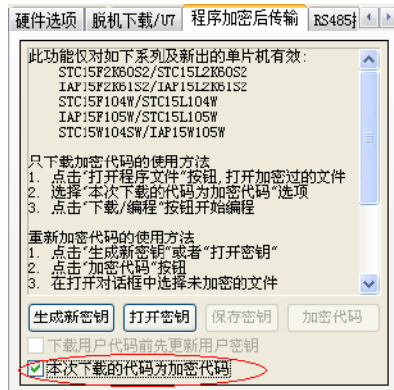 硬件选项 脱机下载/U7 程序加密后传输 RS485
此功能仅对如下系列及新出的单片机有效:
STC15F2K60S2/STC15L2K60S2
IAP15F2K61S2/IAP15L2K61S2
STC15F104W/STC15L104W
IAP15F105W/STC15L105W
STC15W104SW/IAP15W105W
只下载加密代码的使用方法
1. 点击"打开程序文件"按钮,打开加密过的文件
2. 选择"本次下载的代码为加密代码"选项
3. 点击"下载/编程"按钮开始编程
重新加密代码的使用方法
1. 点击"生成新密钥"或者"打开密钥"
2. 点击"加密代码"按钮
3. 在打开对话框中选择未加密的文件
生成新密钥 打开密钥 保存密钥 加密代码
下载用户代码前先更新用户密钥
本次下载的代码为加密代码